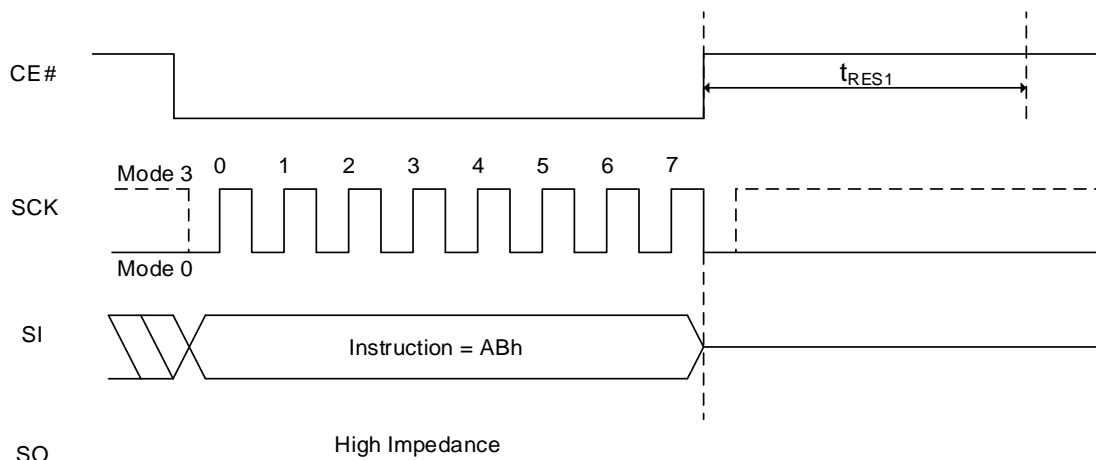 CE#
tRES1
Mode 3
0 1 2 3 4 5 6 7
SCK
Mode 0
SI
Instruction = ABh
SO
High Impedance